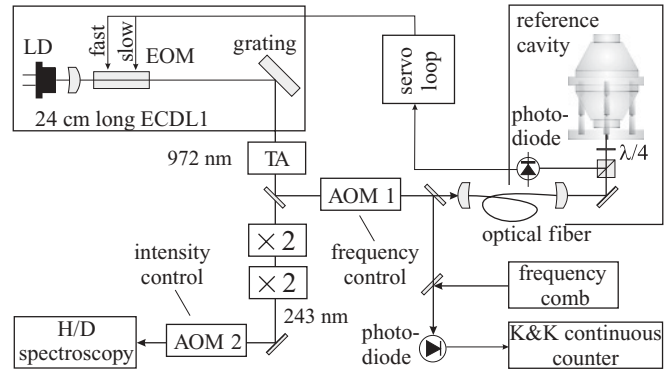 LD
fast
slow
EOM
grating
24 cm long ECDL1
servo
loop
reference
cavity
photo-
diode
λ/4
972 nm
TA
AOM 1
optical fiber
intensity
control
× 2
frequency
control
× 2
243 nm
frequency
comb
H/D
spectroscopy
AOM 2
photo-
diode
K&K continuous
counter